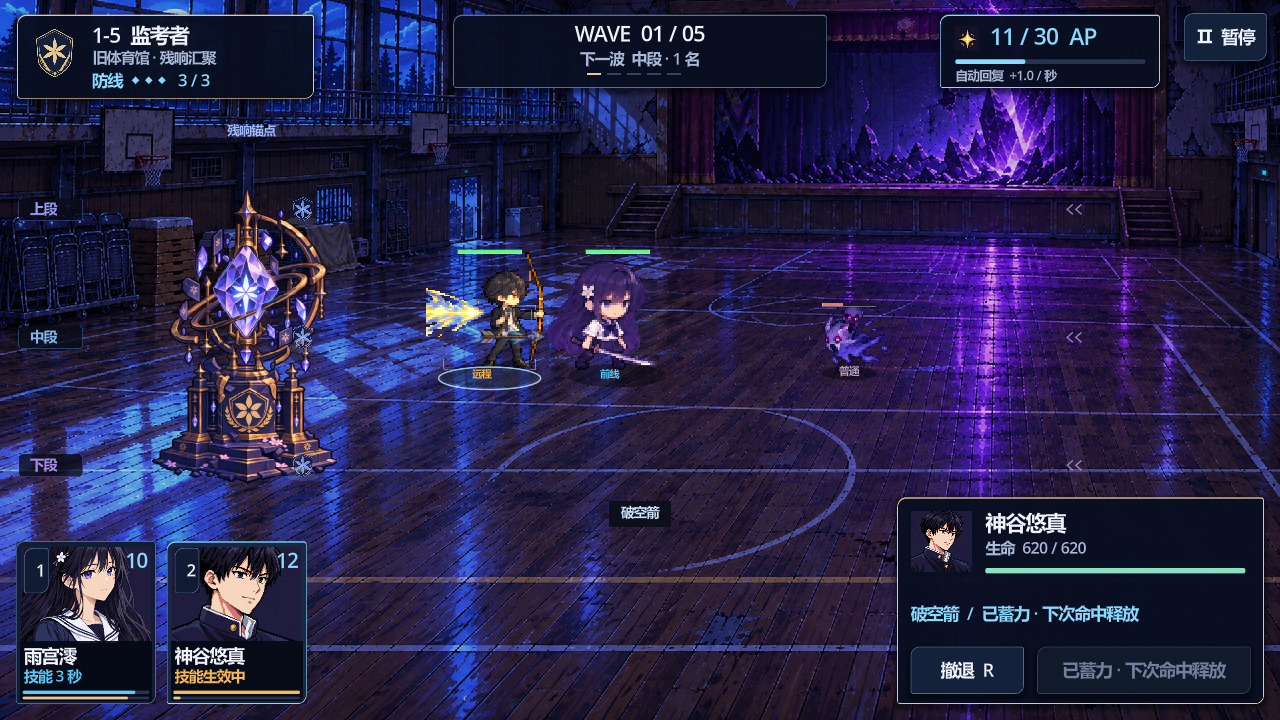 1-5 监考者
旧体育馆 · 残响汇聚
防线 3 / 3
WAVE 01 / 05
下一波 中段 · 1 名
11 / 30 AP
自动回复 +1.0 / 秒
暂停
残响锚点
上段
中段
下段
远程
前线
普通
破空箭
1
10
雨宫澪
技能 3 秒
2
12
神谷悠真
技能生效中
神谷悠真
生命 620 / 620
破空箭 / 已蓄力 · 下次命中释放
撤退 R
已蓄力 · 下次命中释放